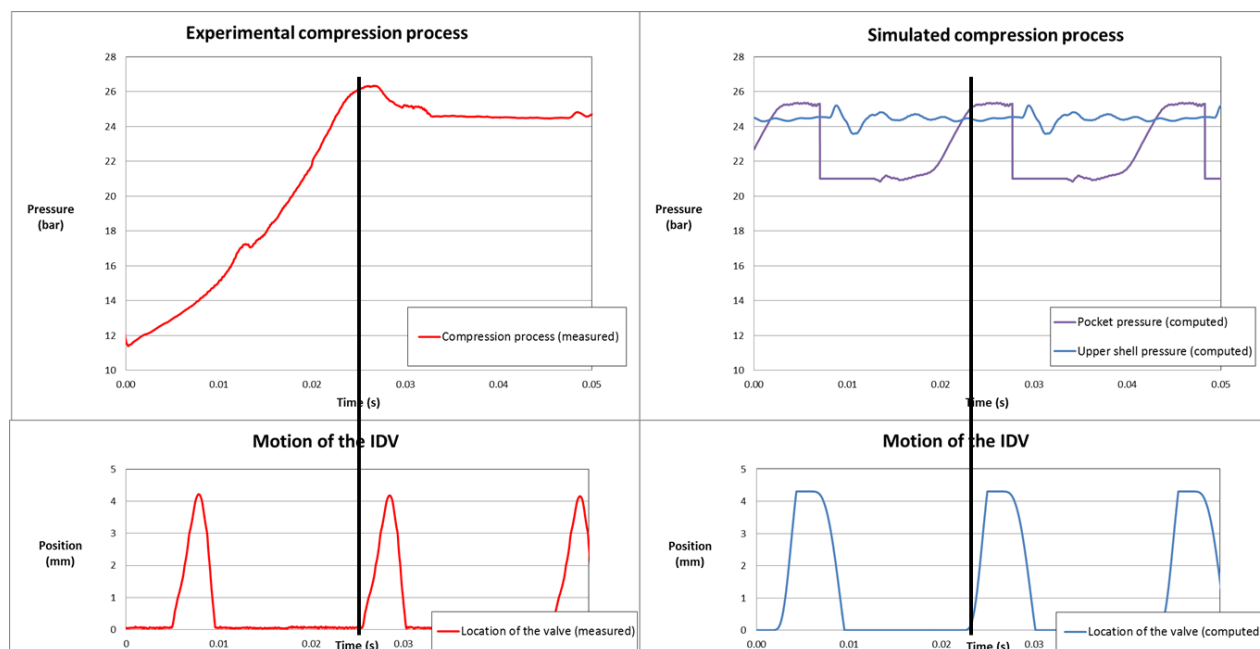 Experimental compression process
28
26
24
22
20
18
16
14
12
10
Pressure
(bar)
Compression process (measured)
0.00
0.01
0.02
0.03
0.04
0.05
Time (s)
Simulated compression process
28
26
24
22
20
18
16
14
12
10
Pressure
(bar)
Pocket pressure (computed)
Upper shell pressure (computed)
0.00
0.01
0.02
0.03
0.04
0.05
Time (s)
Motion of the IDV
5
4
3
2
1
0
Position
(mm)
Location of the valve (measured)
0
0.01
0.02
0.03
Time (s)
Motion of the IDV
5
4
3
2
1
0
Position
(mm)
Location of the valve (computed
0
0.01
0.02
0.03
Time (s)